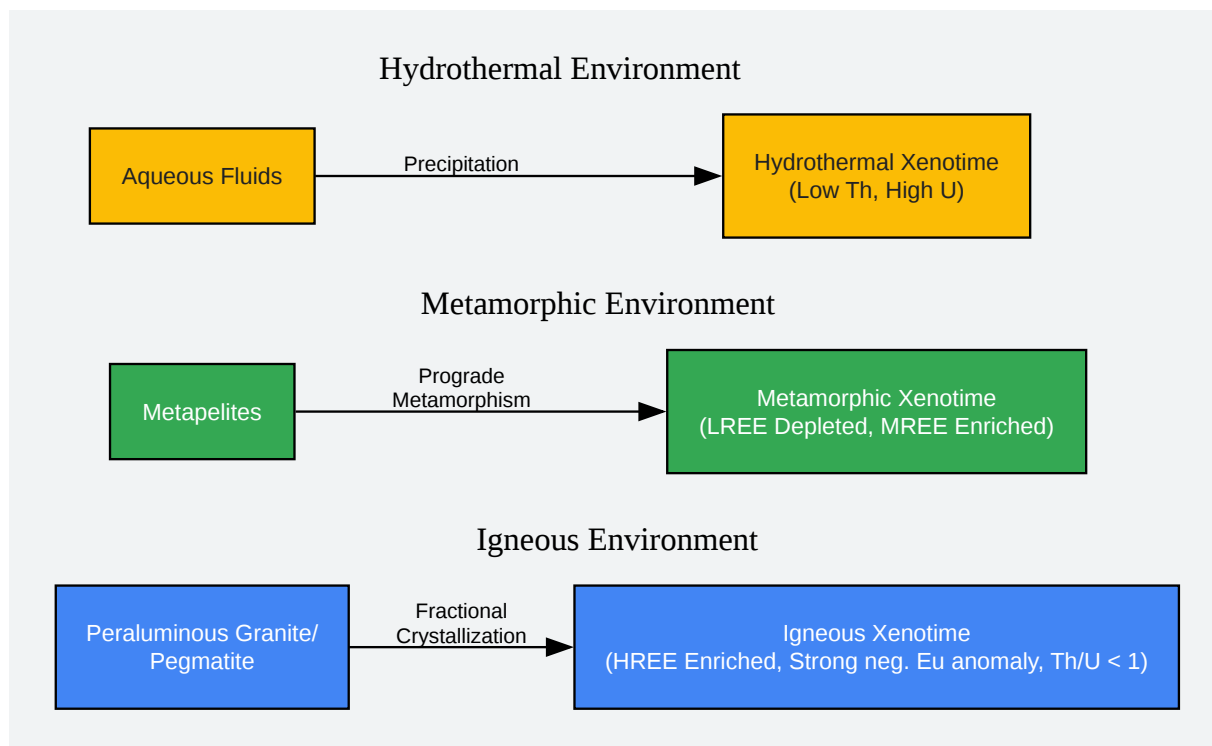 Hydrothermal Environment
Aqueous Fluids
Precipitation
Hydrothermal Xenotime
(Low Th, High U)
Metamorphic Environment
Metapelites
Prograde
Metamorphism
Metamorphic Xenotime
(LREE Depleted, MREE Enriched)
Igneous Environment
Peraluminous Granite/
Pegmatite
Fractional
Crystallization
Igneous Xenotime
(HREE Enriched, Strong neg. Eu anomaly, Th/U < 1)